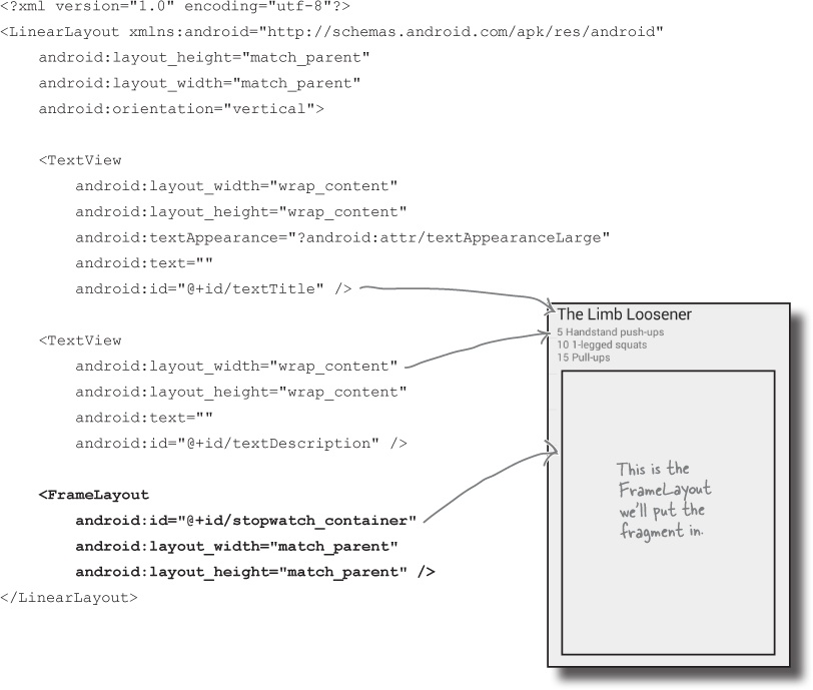 <?xml version="1.0" encoding="utf-8"?>
<LinearLayout xmlns:android="http://schemas.android.com/apk/res/android"
android:layout_height="match_parent"
android:layout_width="match_parent"
android:orientation="vertical">
<TextView
android:layout_width="wrap_content"
android:layout_height="wrap_content"
android:textAppearance="?android:attr/textAppearanceLarge"
android:text=""
android:id="@+id/textTitle" />
<TextView
android:layout_width="wrap_content"
android:layout_height="wrap_content"
android:text=""
android:id="@+id/textDescription" />
<FrameLayout
android:id="@+id/stopwatch_container"
android:layout_width="match_parent"
android:layout_height="match_parent" />
</LinearLayout>
The Limb Loosener
5 Handstand push-ups
10 1-legged squats
15 Pull-ups
This is the
FrameLayout
we'll put the
fragment in.